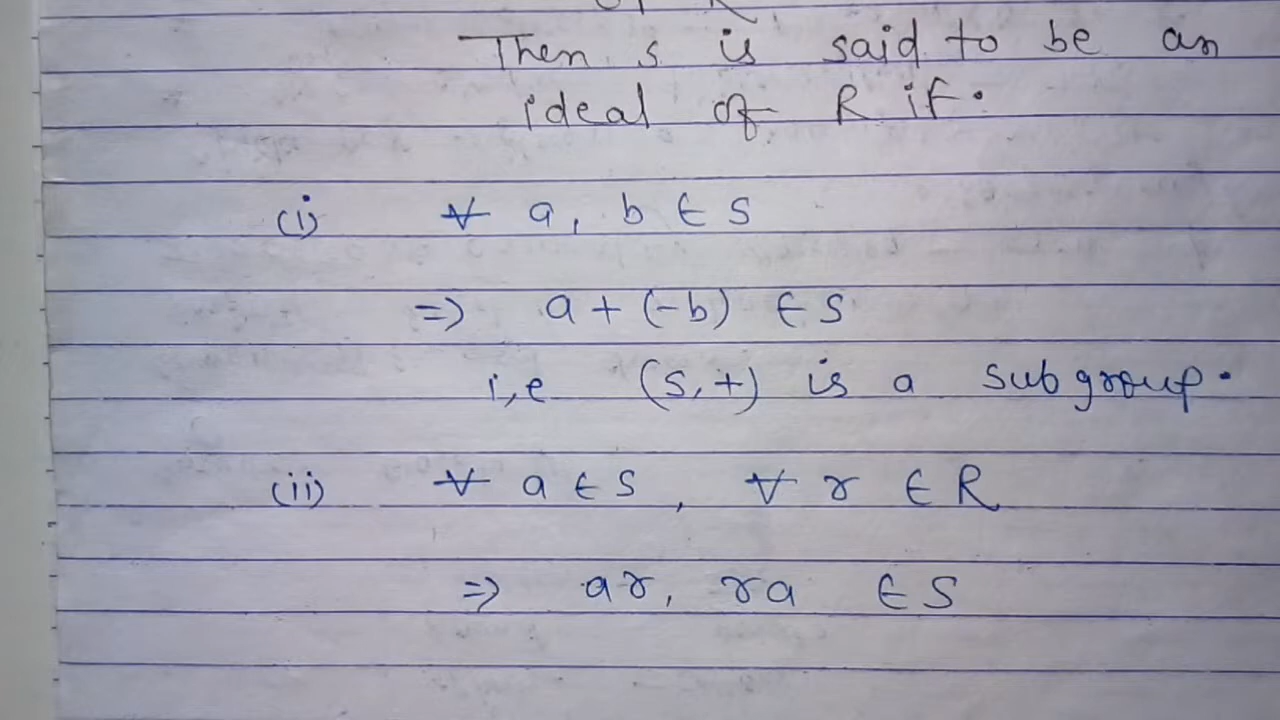 Then s is said to be an
ideal of R if.
(i) ∀ a, b ∈ S
=> a + (-b) ∈ S
i,e (S, +) is a subgroup.
(ii) ∀ a ∈ S, ∀ r ∈ R
=> ar, ra ∈ S